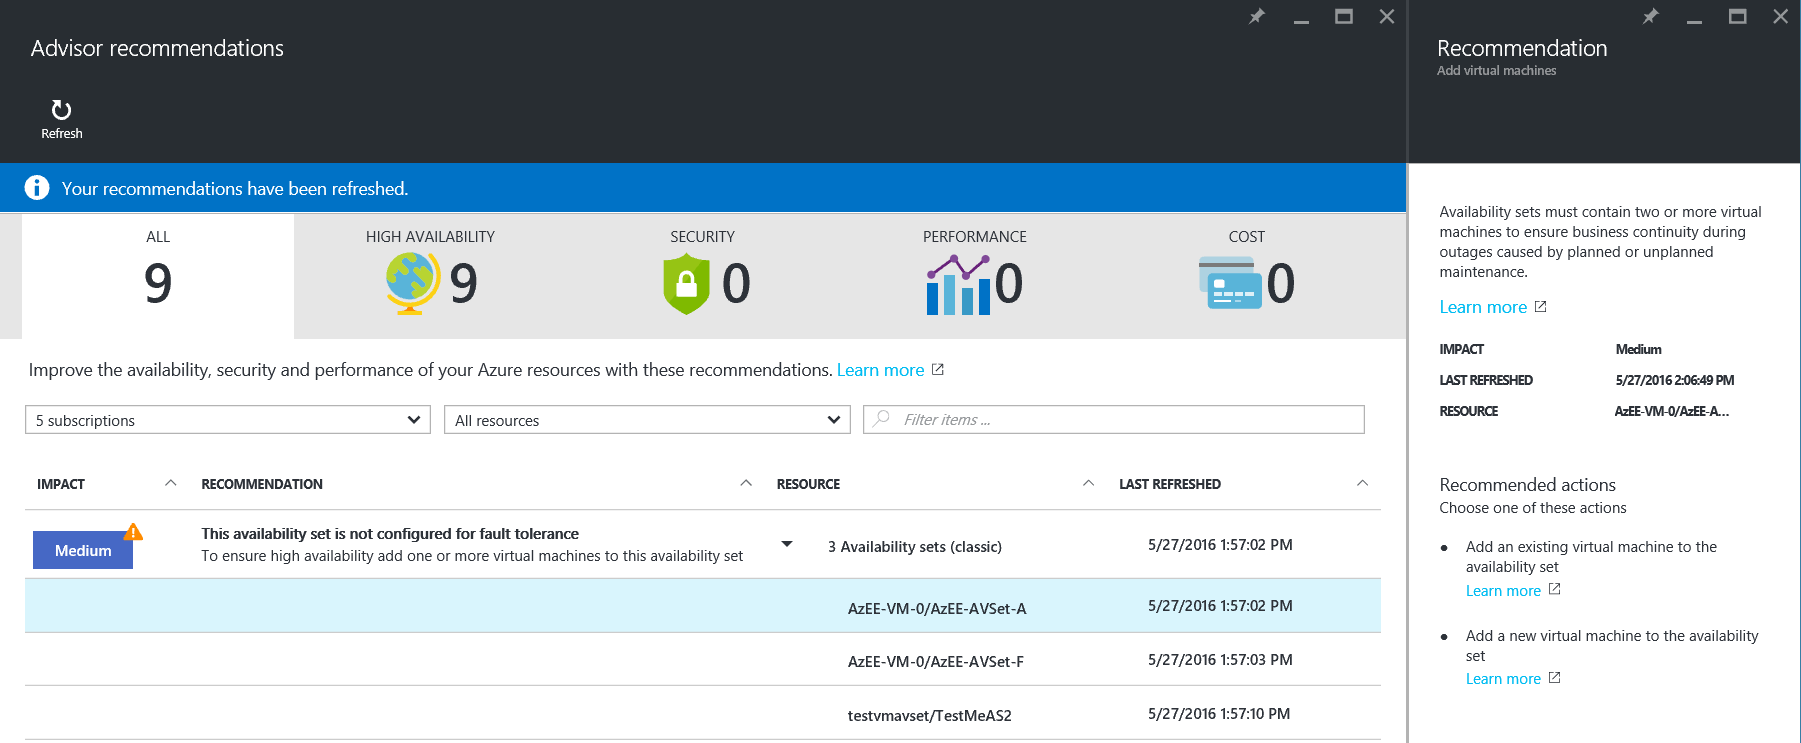 Advisor recommendations
Refresh
Your recommendations have been refreshed.
ALL
9
HIGH AVAILABILITY
9
SECURITY
0
PERFORMANCE
0
COST
0
Improve the availability, security and performance of your Azure resources with these recommendations. Learn more
5 subscriptions
All resources
Filter items ...
IMPACT RECOMMENDATION RESOURCE LAST REFRESHED
Medium
This availability set is not configured for fault tolerance
To ensure high availability add one or more virtual machines to this availability set
3 Availability sets (classic) 5/27/2016 1:57:02 PM
AzEE-VM-0/AzEE-AVSet-A 5/27/2016 1:57:02 PM
AzEE-VM-0/AzEE-AVSet-F 5/27/2016 1:57:03 PM
testvmavset/TestMeAS2 5/27/2016 1:57:10 PM
Recommendation
Add virtual machines
Availability sets must contain two or more virtual
machines to ensure business continuity during
outages caused by planned or unplanned
maintenance.
Learn more
IMPACT Medium
LAST REFRESHED 5/27/2016 2:06:49 PM
RESOURCE AzEE-VM-0/AzEE-A...
Recommended actions
Choose one of these actions
• Add an existing virtual machine to the
availability set
Learn more
• Add a new virtual machine to the availability
set
Learn more